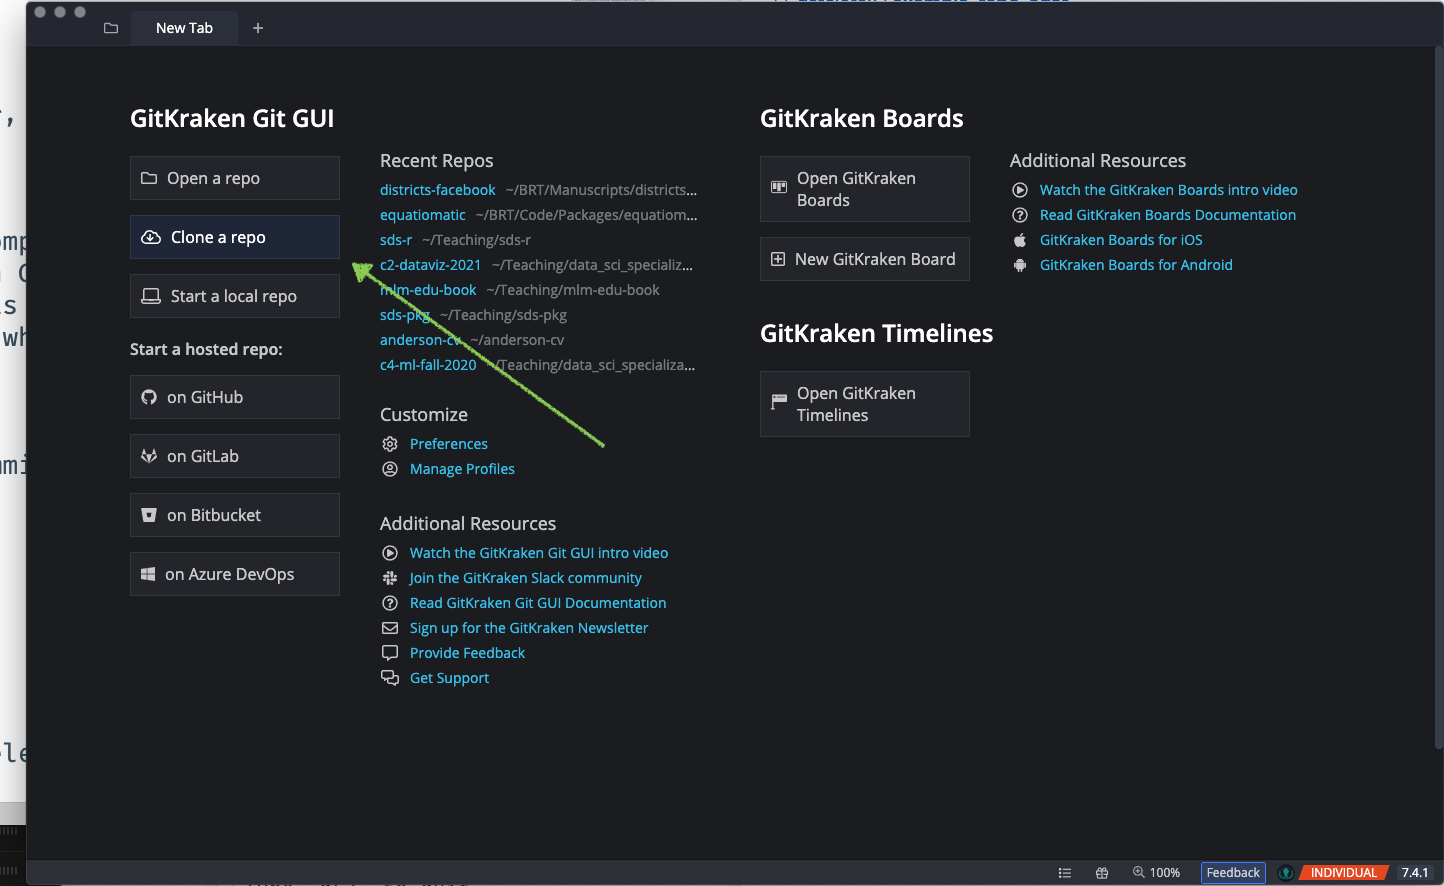 New Tab
GitKraken Git GUI
Open a repo
Clone a repo
Start a local repo
Start a hosted repo:
on GitHub
on GitLab
on Bitbucket
on Azure DevOps
Recent Repos
districts-facebook ~/BRT/Manuscripts/districts...
equatiomatic ~/BRT/Code/Packages/equatiom...
sds-r ~/Teaching/sds-r
c2-dataviz-2021 ~/Teaching/data_sci_specializ...
mlm-edu-book ~/Teaching/mlm-edu-book
sds-pkg ~/Teaching/sds-pkg
anderson-cv ~/anderson-cv
c4-ml-fall-2020 ~/Teaching/data_sci_specializa...
Customize
Preferences
Manage Profiles
Additional Resources
Watch the GitKraken Git GUI intro video
Join the GitKraken Slack community
Read GitKraken Git GUI Documentation
Sign up for the GitKraken Newsletter
Provide Feedback
Get Support
GitKraken Boards
Open GitKraken
Boards
New GitKraken Board
Additional Resources
Watch the GitKraken Boards intro video
Read GitKraken Boards Documentation
GitKraken Boards for iOS
GitKraken Boards for Android
GitKraken Timelines
Open GitKraken
Timelines
100%
Feedback
INDIVIDUAL
7.4.1